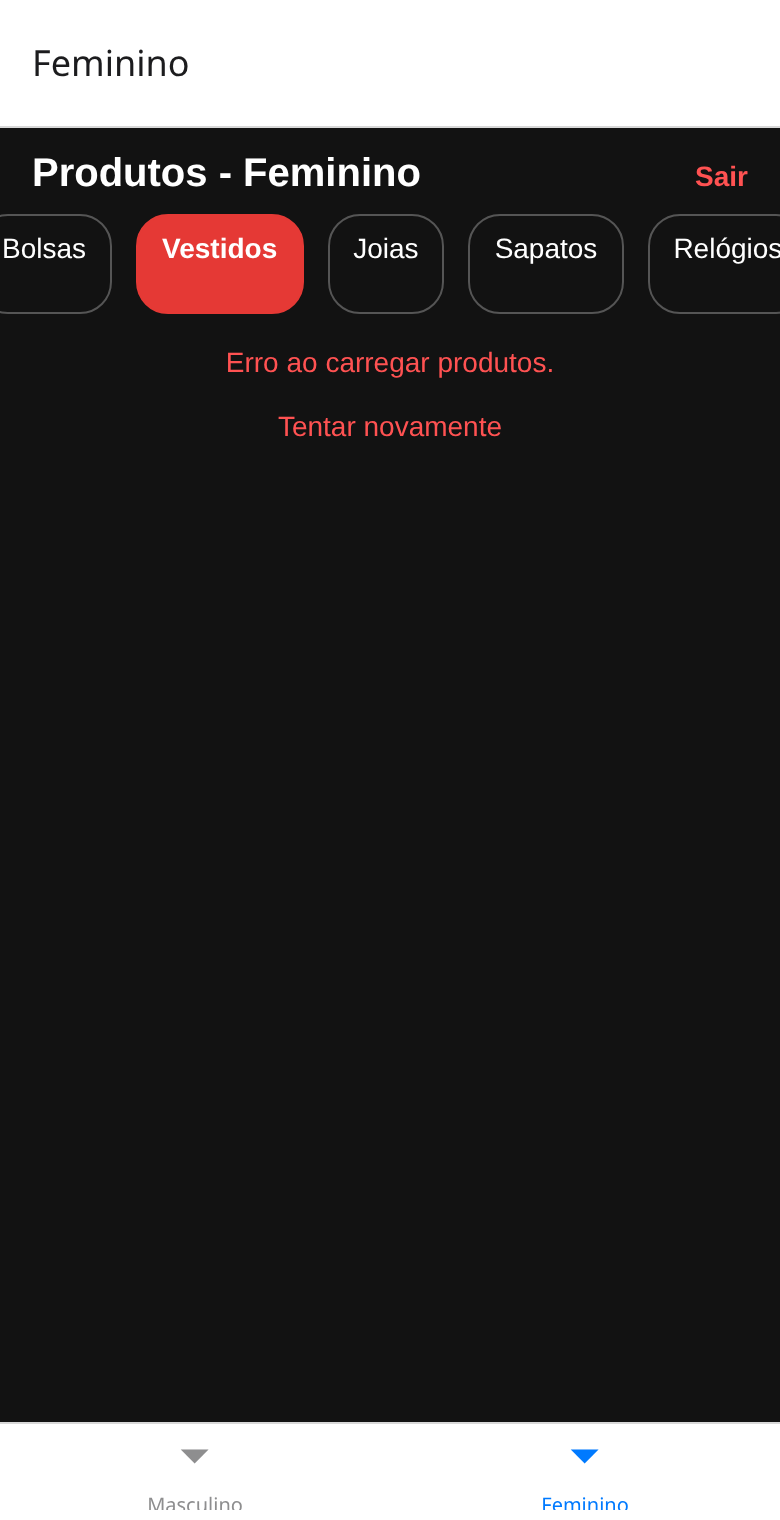 Feminino
Produtos - Feminino
Sair
Bolsas
Vestidos
Joias
Sapatos
Relógios
Erro ao carregar produtos.
Tentar novamente
Masculino
Feminino